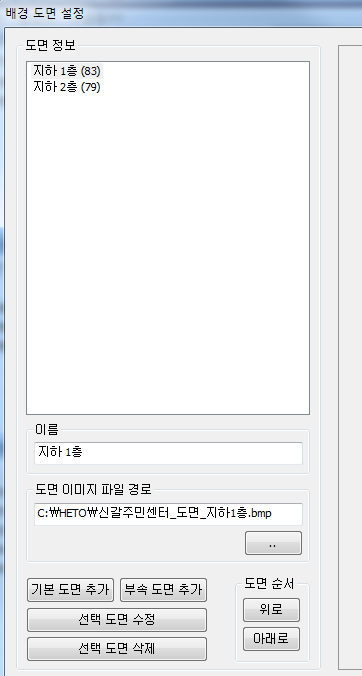 배경 도면 설정
도면 정보
지하 1층 (83)
지하 2층 (79)
이름
지하 1층
도면 이미지 파일 경로
C:₩HETO₩신갈주민센터_도면_지하1층.bmp
..
기본 도면 추가 부속 도면 추가
선택 도면 수정
선택 도면 삭제
도면 순서
위로
아래로